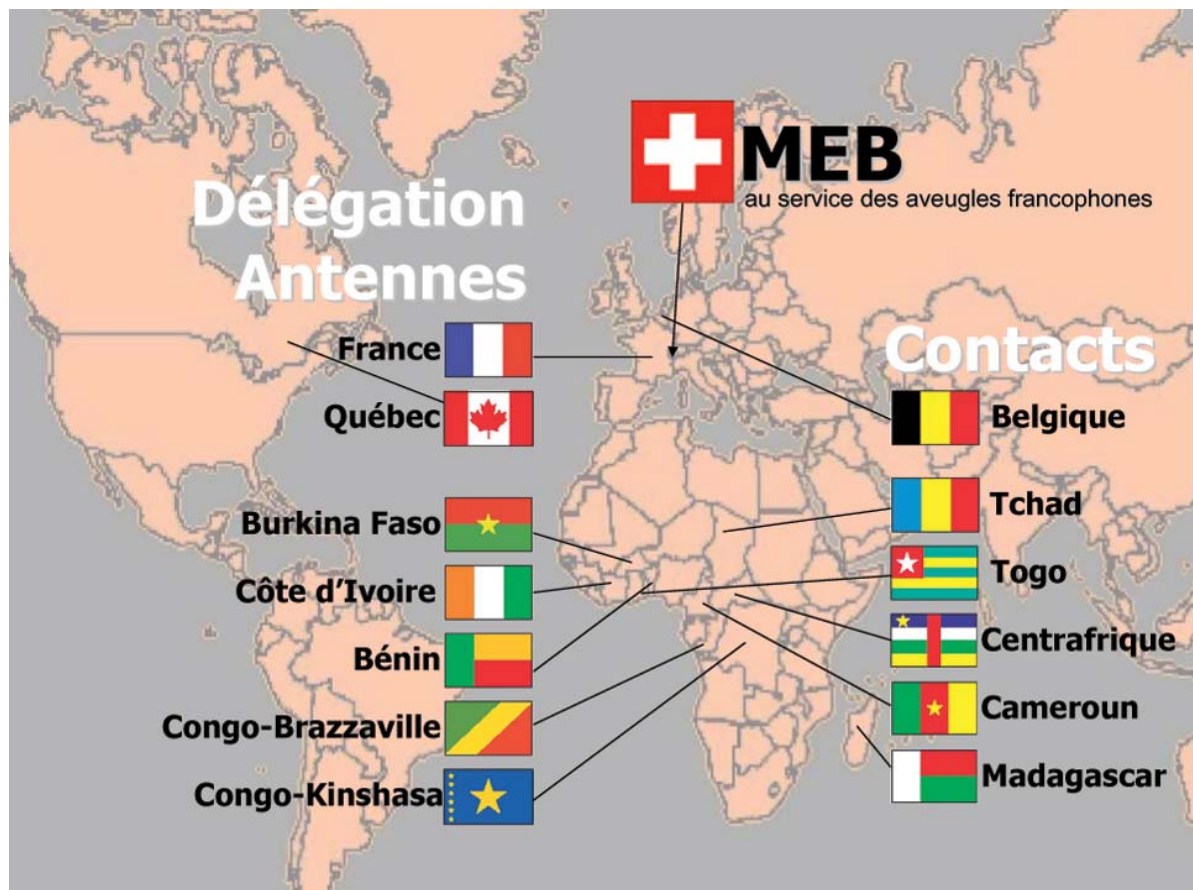 MEB
au service des aveugles francophones
Délégation
Antennes
France
Québec
Burkina Faso
Côte d'Ivoire
Bénin
Congo-Brazzaville
Congo-Kinshasa
Contacts
Belgique
Tchad
Togo
Centrafrique
Cameroun
Madagascar